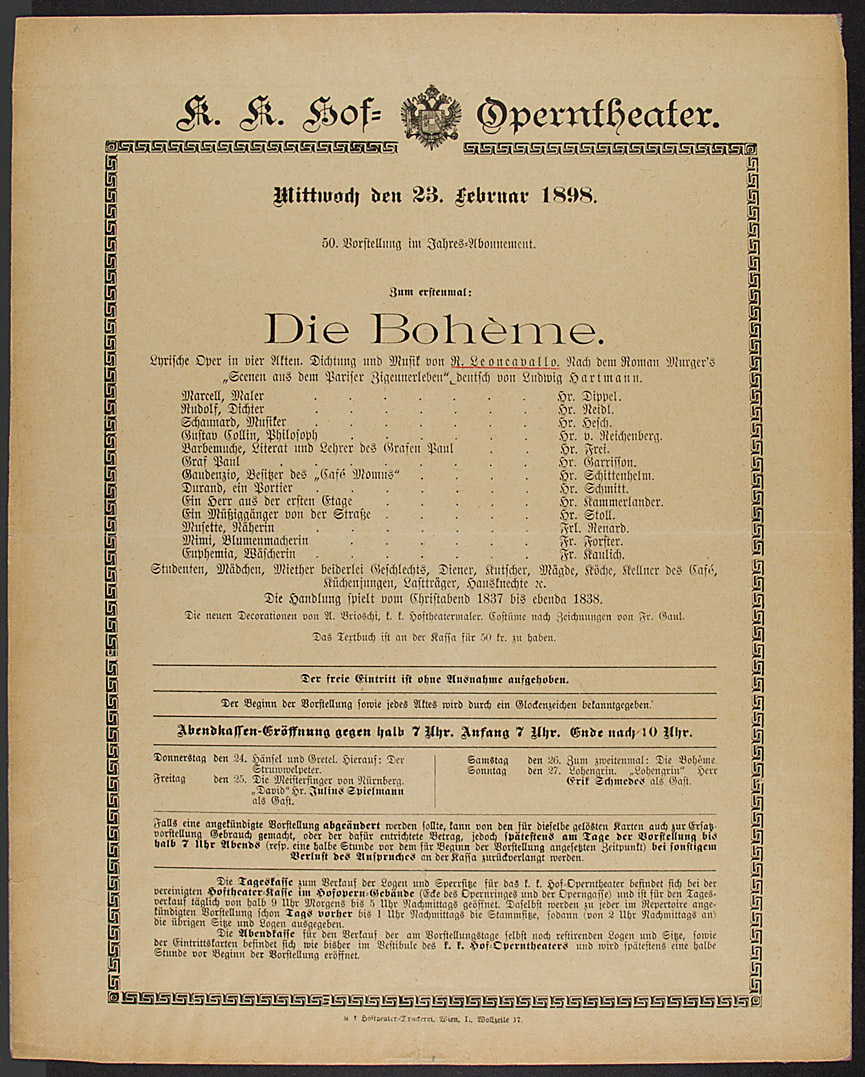 K. K. Hof- Operntheater.
Mittwoch den 23. Februar 1898.
50. Vorstellung im Jahres-Abonnement.
Zum erstenmal:
Die Bohème.
Lyrische Oper in vier Akten. Dichtung und Musik von R. Leoncavallo. Nach dem Roman Murger's
„Scenen aus dem Pariser Zigeunerleben“, deutsch von Ludwig Hartmann.
Marcell, Maler . . . . . . . Hr. Dippel.
Rudolf, Dichter . . . . . . . Hr. Neidl.
Schaunard, Musiker . . . . . . . Hr. Hesch.
Gustav Collin, Philosoph . . . . . . Hr. v. Reichenberg.
Barbemuche, Literat und Lehrer des Grafen Paul . . Hr. Frei.
Graf Paul . . . . . . . . Hr. Garrison.
Gaudenzio, Besitzer des „Café Momus“ . . . . Hr. Schittenhelm.
Durand, ein Portier . . . . . . . Hr. Schmitt.
Ein Herr aus der ersten Etage . . . . . Hr. Kammerlander.
Ein Müßiggänger von der Straße . . . . . Hr. Stoll.
Musette, Näherin . . . . . . . Frl. Renard.
Mimi, Blumenmacherin . . . . . . Fr. Forster.
Euphemia, Wäscherin . . . . . . . Fr. Kaulich.
Studenten, Mädchen, Miether beiderlei Geschlechts, Diener, Kutscher, Mägde, Köche, Kellner des Café,
Küchenjungen, Lastträger, Hausknechte ꝛc.
Die Handlung spielt vom Christabend 1837 bis ebenda 1838.
Die neuen Decorationen von A. Brioschi, k. k. Hoftheatermaler. Costüme nach Zeichnungen von Fr. Gaul.
Das Textbuch ist an der Kassa für 50 kr. zu haben.
Der freie Eintritt ist ohne Ausnahme aufgehoben.
Der Beginn der Vorstellung sowie jedes Aktes wird durch ein Glockenzeichen bekanntgegeben.
Abendkassen-Eröffnung gegen halb 7 Uhr. Anfang 7 Uhr. Ende nach 10 Uhr.
Donnerstag den 24. Hänsel und Gretel. Hierauf: Der
Struwwelpeter.
Freitag den 25. Die Meistersinger von Nürnberg.
„David“ Hr. Julius Spielmann
als Gast.
Samstag den 26. Zum zweitenmal: Die Bohème.
Sonntag den 27. Lohengrin. „Lohengrin“ Herr
Erik Schmedes als Gast.
Falls eine angekündigte Vorstellung abgeändert werden sollte, kann von den für dieselbe gelösten Karten auch zur Ersatz-
vorstellung Gebrauch gemacht, oder der dafür entrichtete Betrag, jedoch spätestens am Tage der Vorstellung bis
halb 7 Uhr Abends (resp. eine halbe Stunde vor dem für Beginn der Vorstellung angesetzten Zeitpunkt) bei sonstigem
Verlust des Anspruches an der Kassa zurückverlangt werden.
Die Tageskasse zum Verkauf der Logen und Sperrsitze für das k. k. Hof-Operntheater befindet sich bei der
vereinigten Hoftheater-Kasse im Hofopern-Gebäude (Ecke des Opernringes und der Operngasse) und ist für den Tages-
verkauf täglich von halb 9 Uhr Morgens bis 5 Uhr Nachmittags geöffnet. Daselbst werden zu jeder im Repertoire ange-
kündigten Vorstellung schon Tags vorher bis 1 Uhr Nachmittags die Stammsitze, sodann (von 2 Uhr Nachmittags an)
die übrigen Sitze und Logen ausgegeben.
Die Abendkasse für den Verkauf der am Vorstellungstage selbst noch restirenden Logen und Sitze, sowie
der Eintrittskarten befindet sich wie bisher im Vestibule des k. k. Hof-Operntheaters und wird spätestens eine halbe
Stunde vor Beginn der Vorstellung eröffnet.
K. k. Hoftheater-Druckerei, Wien, I., Wollzeile 17.